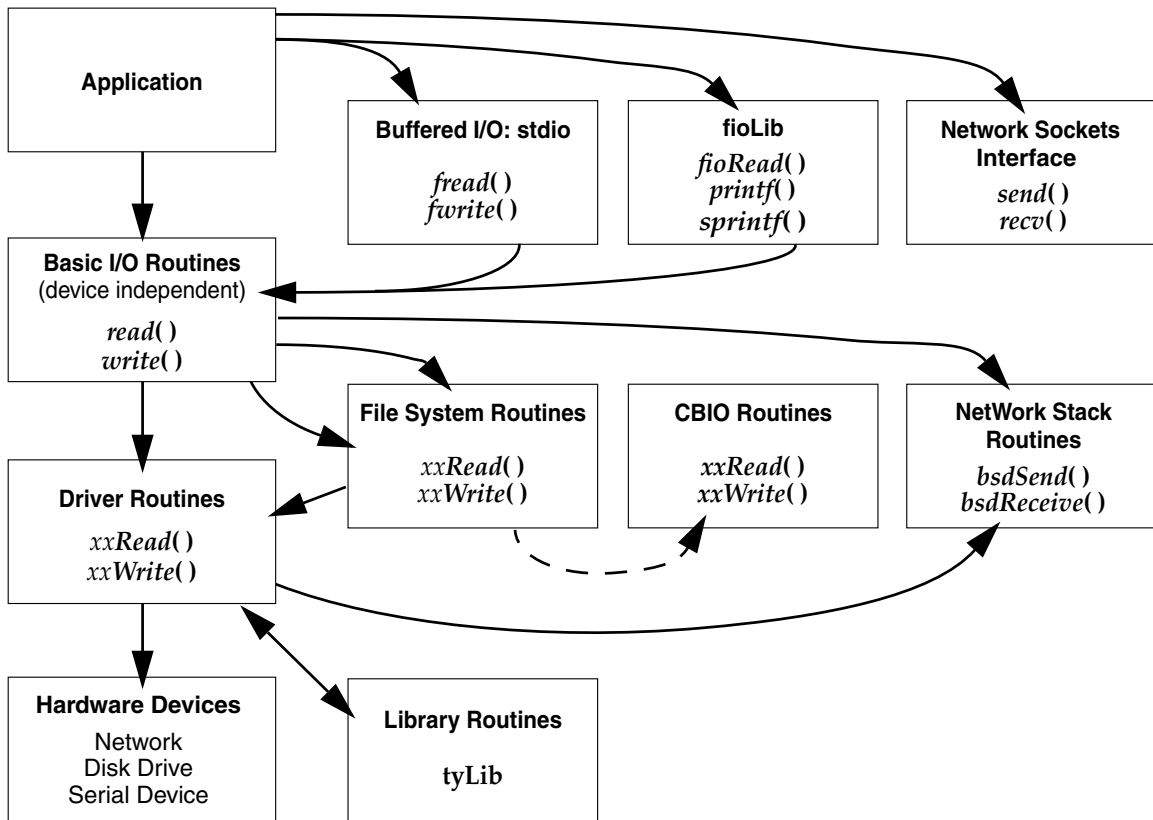 Application
Buffered I/O: stdio
fread( )
fwrite( )
fioLib
fioRead( )
printf( )
sprintf( )
Network Sockets
Interface
send( )
recv( )
Basic I/O Routines
(device independent)
read( )
write( )
File System Routines
xxRead( )
xxWrite( )
CBIO Routines
xxRead( )
xxWrite( )
NetWork Stack
Routines
bsdSend( )
bsdReceive( )
Driver Routines
xxRead( )
xxWrite( )
Hardware Devices
Network
Disk Drive
Serial Device
Library Routines
tyLib